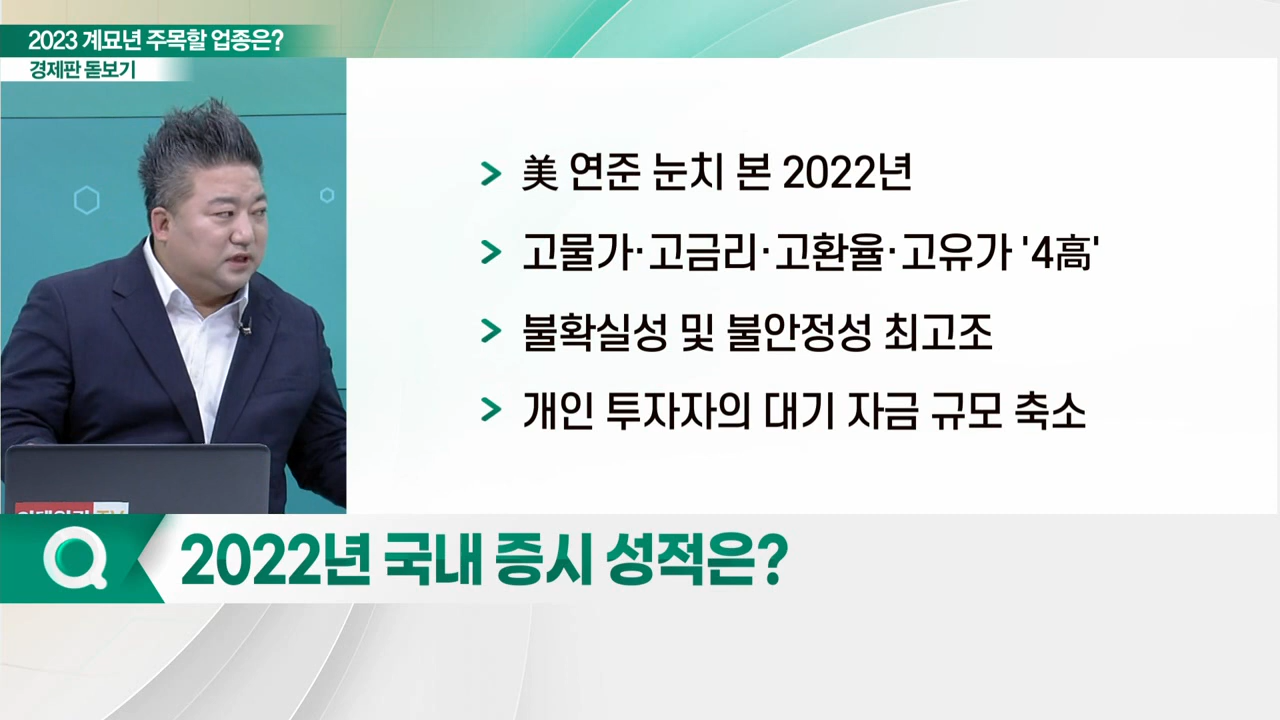 2023 계묘년 주목할 업종은?
경제판 돋보기
> 美 연준 눈치 본 2022년
> 고물가·고금리·고환율·고유가 '4高'
> 불확실성 및 불안정성 최고조
> 개인 투자자의 대기 자금 규모 축소
Q 2022년 국내 증시 성적은?